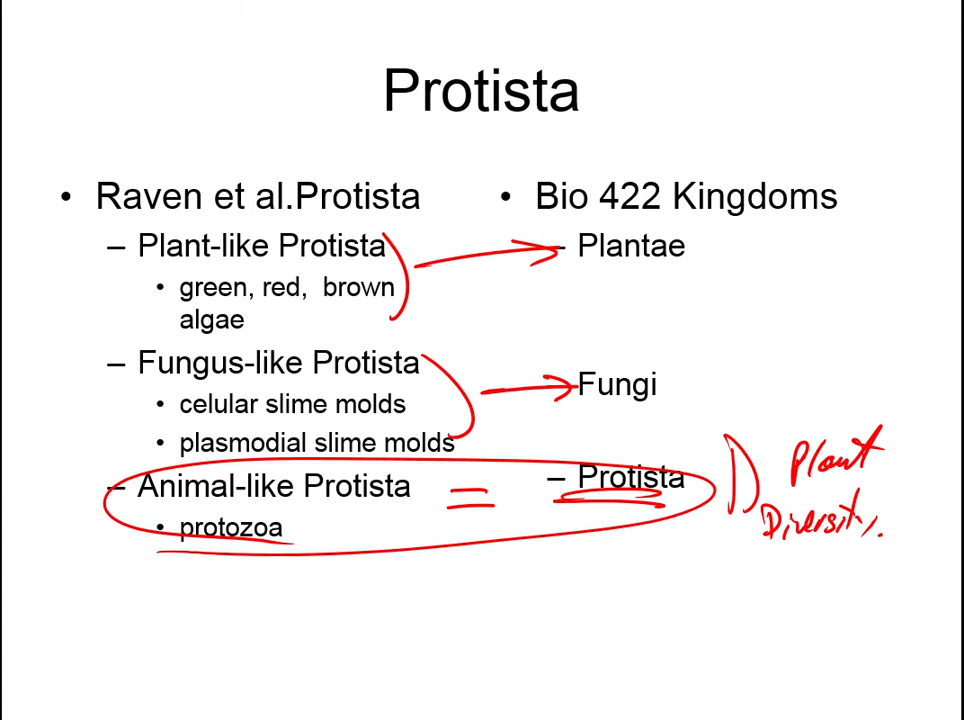 Protista
• Raven et al.Protista
– Plant-like Protista
• green, red, brown
algae
– Fungus-like Protista
• celular slime molds
• plasmodial slime molds
– Animal-like Protista
• protozoa
• Bio 422 Kingdoms
– Plantae
Fungi
– Protista
=
Plant
Diversity.